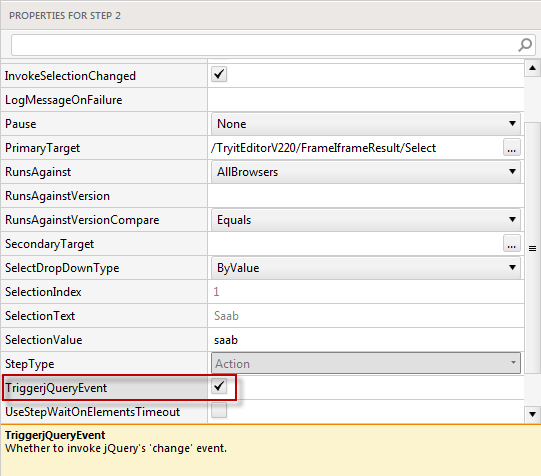 PROPERTIES FOR STEP 2
InvokeSelectionChanged
LogMessageOnFailure
Pause None
PrimaryTarget /TryitEditorV220/FrameIframeResult/Select ...
RunsAgainst AllBrowsers
RunsAgainstVersion
RunsAgainstVersionCompare Equals
SecondaryTarget ...
SelectDropDownType ByValue
SelectionIndex 1
SelectionText Saab
SelectionValue saab
StepType Action
TriggerjQueryEvent
UseStepWaitOnElementsTimeout
TriggerjQueryEvent
Whether to invoke jQuery's 'change' event.